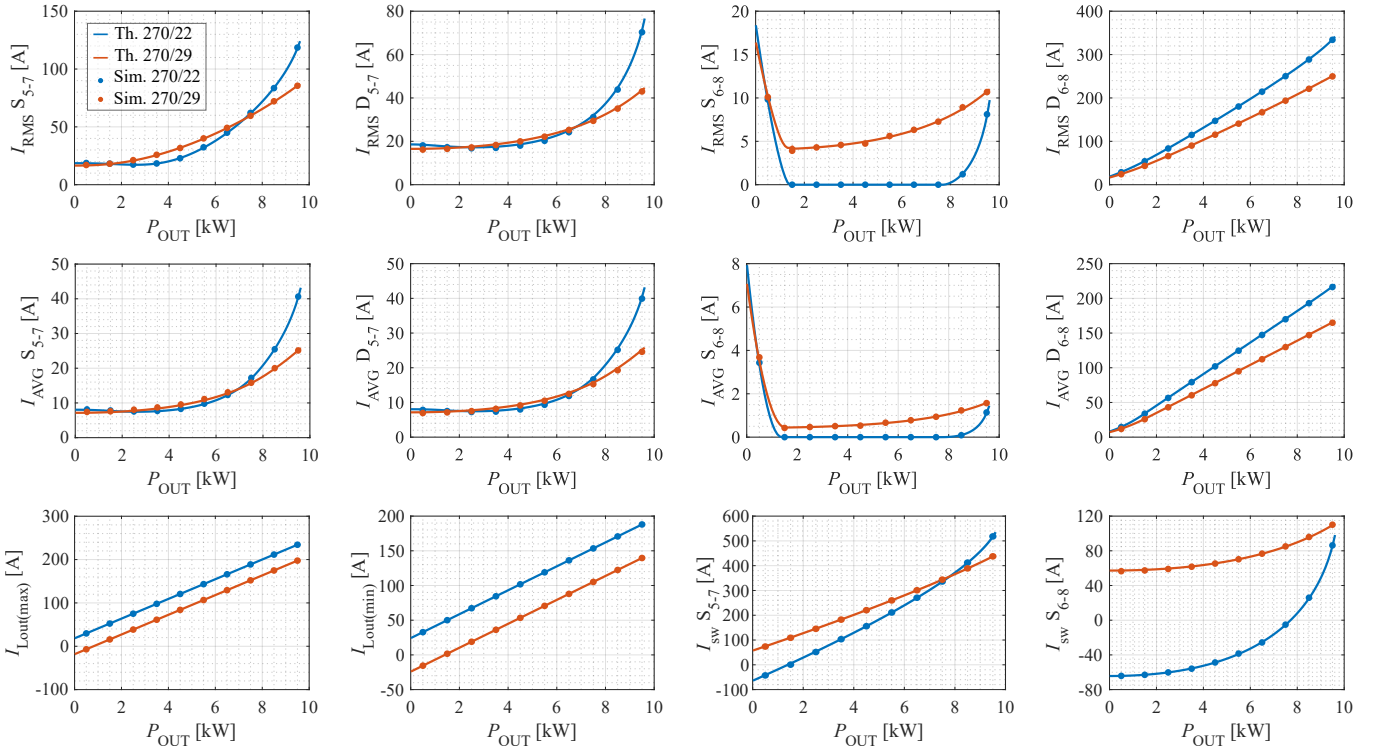 150
100
50
0
0 2 4 6 8 10
I_RMS S_5-7 [A]
P_OUT [kW]
Th. 270/22
Th. 270/29
Sim. 270/22
Sim. 270/29
80
60
40
20
0
0 2 4 6 8 10
I_RMS D_5-7 [A]
P_OUT [kW]
20
15
10
5
0
0 2 4 6 8 10
I_RMS S_6-8 [A]
P_OUT [kW]
400
300
200
100
0
0 2 4 6 8 10
I_RMS D_6-8 [A]
P_OUT [kW]
50
40
30
20
10
0
0 2 4 6 8 10
I_AVG S_5-7 [A]
P_OUT [kW]
50
40
30
20
10
0
0 2 4 6 8 10
I_AVG D_5-7 [A]
P_OUT [kW]
8
6
4
2
0
0 2 4 6 8 10
I_AVG S_6-8 [A]
P_OUT [kW]
250
200
150
100
50
0
0 2 4 6 8 10
I_AVG D_6-8 [A]
P_OUT [kW]
300
200
100
0
-100
0 2 4 6 8 10
I_Lout(max) [A]
P_OUT [kW]
200
150
100
50
0
-50
0 2 4 6 8 10
I_Lout(min) [A]
P_OUT [kW]
600
500
400
300
200
100
0
-100
0 2 4 6 8 10
I_sw S_5-7 [A]
P_OUT [kW]
120
80
40
0
-40
-80
0 2 4 6 8 10
I_sw S_6-8 [A]
P_OUT [kW]